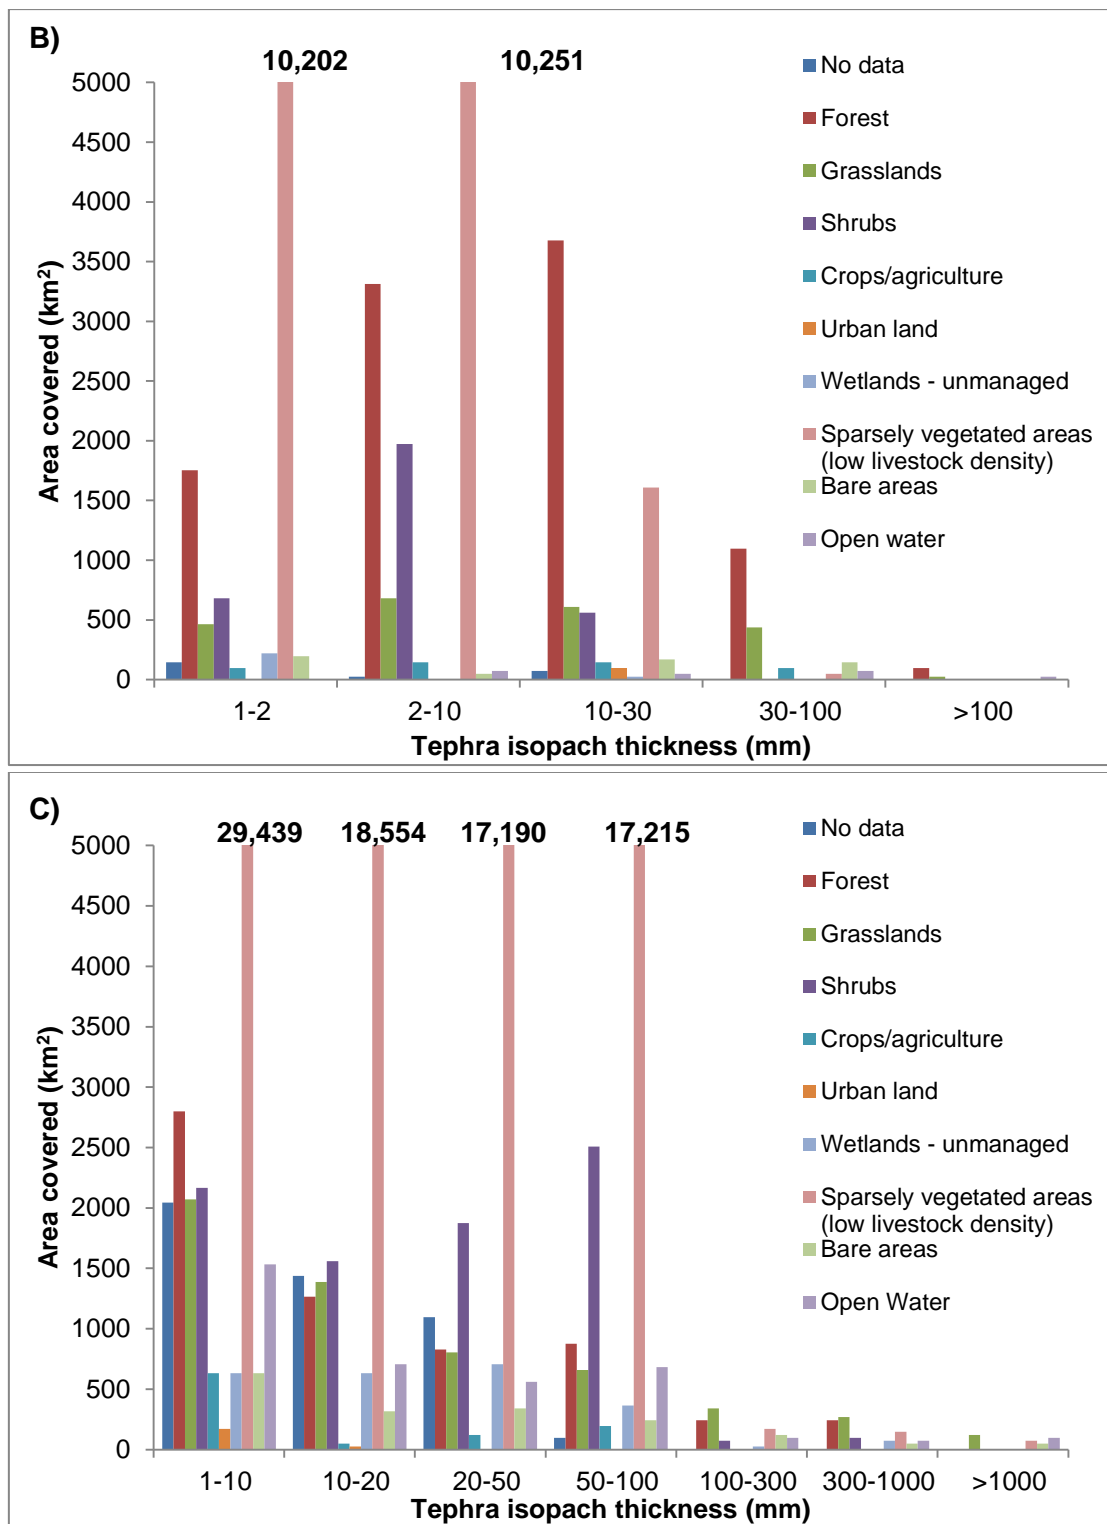 B)
10,202
10,251
5000
4500
4000
3500
3000
2500
2000
1500
1000
500
0
Area covered (km²)
1-2
2-10
10-30
30-100
>100
Tephra isopach thickness (mm)
No data
Forest
Grasslands
Shrubs
Crops/agriculture
Urban land
Wetlands - unmanaged
Sparsely vegetated areas
(low livestock density)
Bare areas
Open water
C)
29,439
18,554
17,190
17,215
5000
4500
4000
3500
3000
2500
2000
1500
1000
500
0
Area covered (km²)
1-10
10-20
20-50
50-100
100-300
300-1000
>1000
Tephra isopach thickness (mm)
No data
Forest
Grasslands
Shrubs
Crops/agriculture
Urban land
Wetlands - unmanaged
Sparsely vegetated areas
(low livestock density)
Bare areas
Open Water